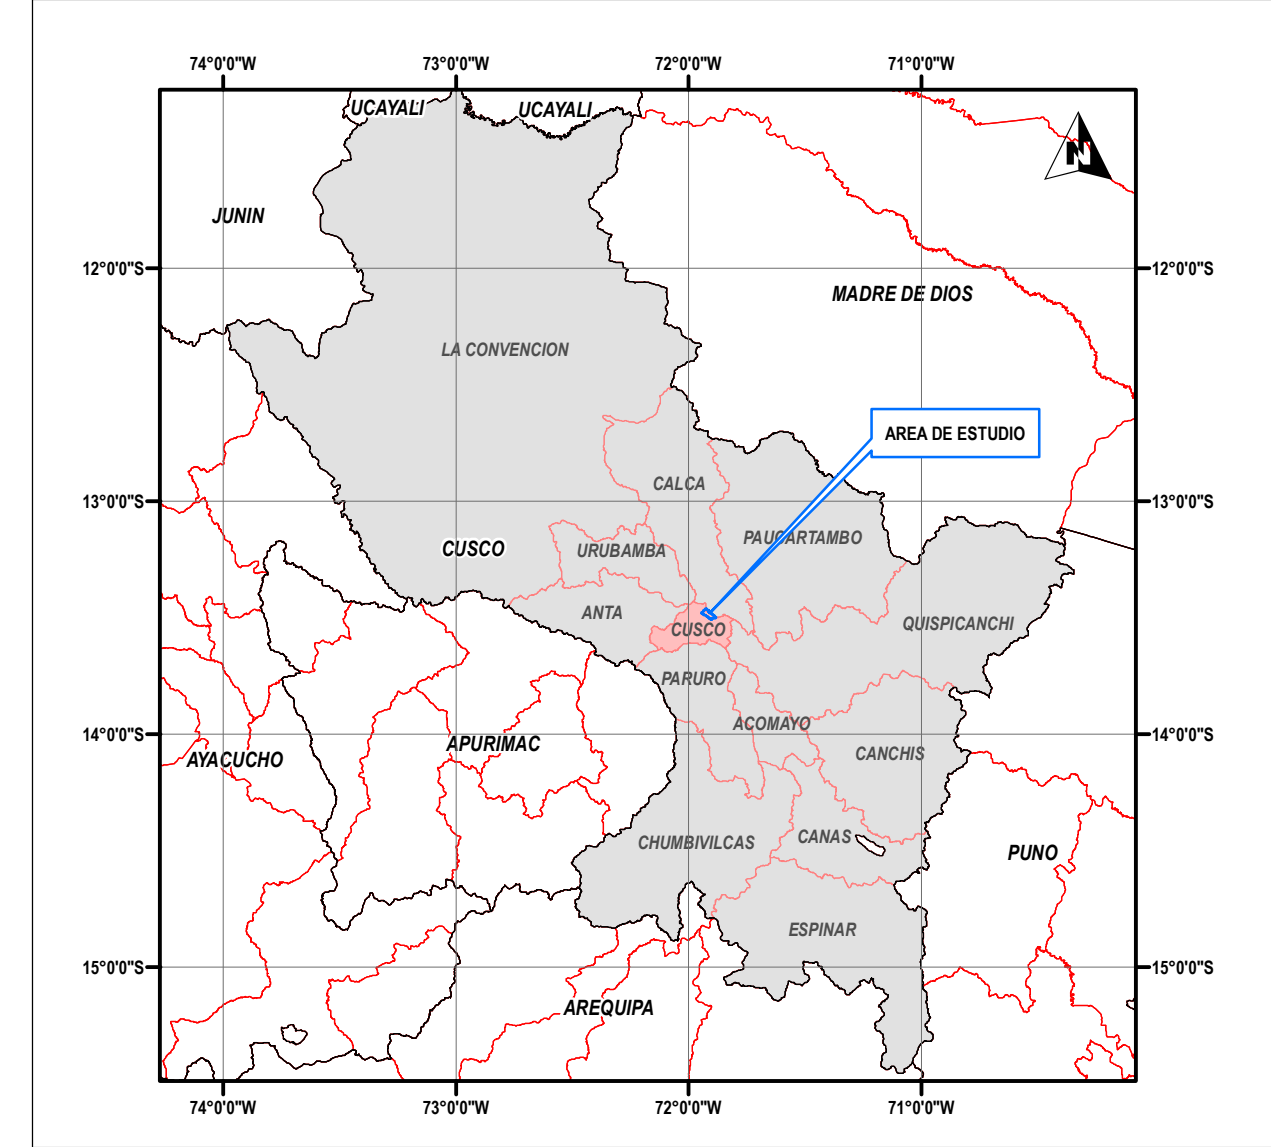 74°0'0"W 73°0'0"W 72°0'0"W 71°0'0"W
UCAYALI UCAYALI
N
JUNIN
12°0'0"S 12°0'0"S
MADRE DE DIOS
LA CONVENCION
AREA DE ESTUDIO
CALCA
13°0'0"S 13°0'0"S
PAUCARTAMBO
CUSCO URUBAMBA
ANTA
QUISPICANCHI
CUSCO
PARURO
ACOMAYO
14°0'0"S 14°0'0"S
APURIMAC
CANCHIS
AYACUCHO
CANAS
CHUMBIVILCAS
PUNO
ESPINAR
15°0'0"S 15°0'0"S
AREQUIPA
74°0'0"W 73°0'0"W 72°0'0"W 71°0'0"W